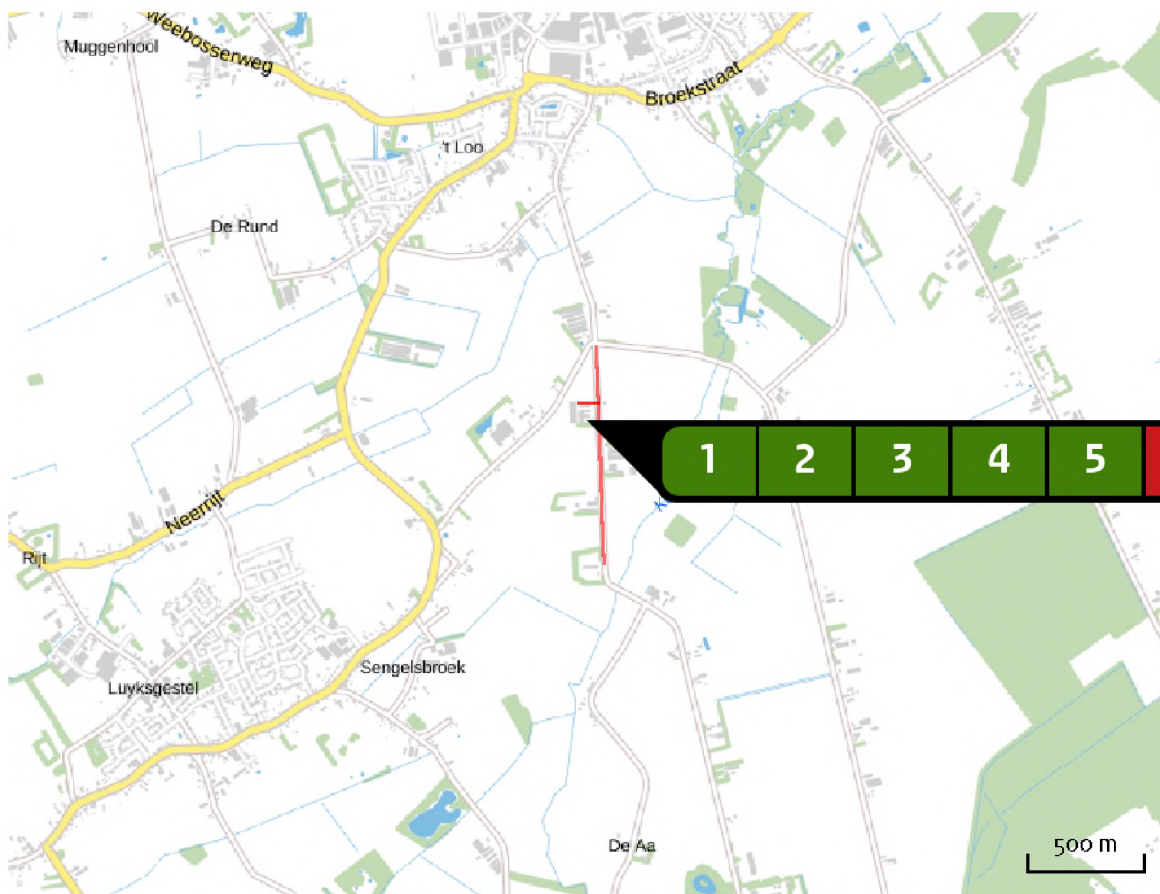 Weebosserweg
Muggenhool
Broekstraat
't Loo
De Rund
1 2 3 4 5
Neerrijt
Rijt
Sengelsbroek
Luyksgestel
De Aa
500 m